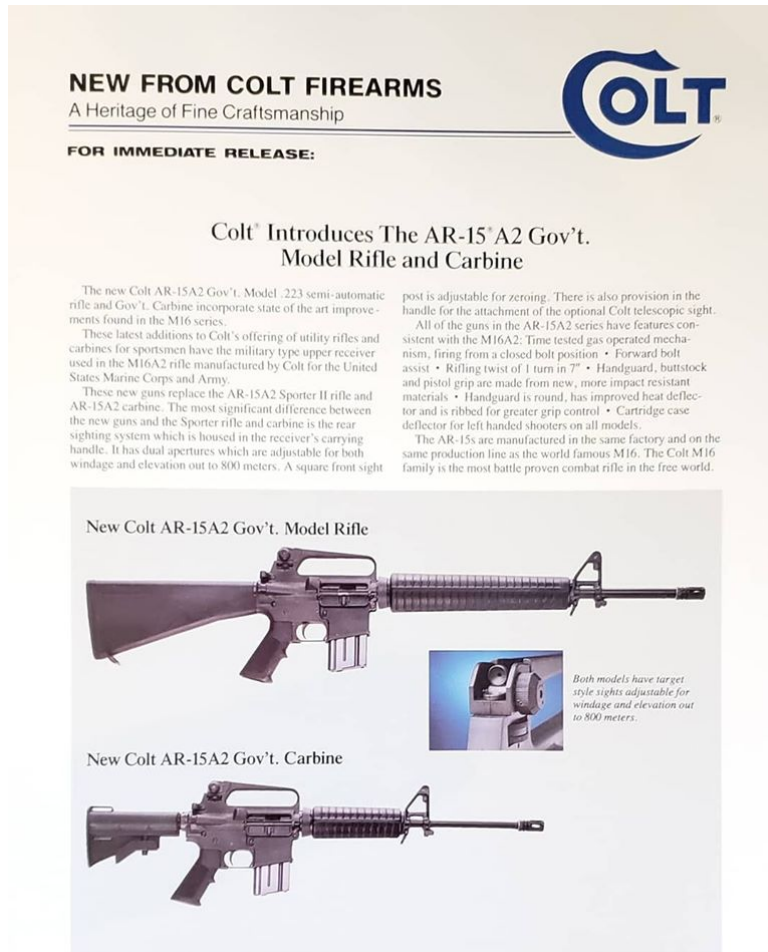 NEW FROM COLT FIREARMS
A Heritage of Fine Craftsmanship
COLT®
FOR IMMEDIATE RELEASE:
Colt® Introduces The AR-15® A2 Gov't.
Model Rifle and Carbine
The new Colt AR-15A2 Gov't. Model .223 semi-automatic
rifle and Gov't. Carbine incorporate state of the art improve-
ments found in the M16 series.
These latest additions to Colt's offering of utility rifles and
carbines for sportsmen have the military type upper receiver
used in the M16A2 rifle manufactured by Colt for the United
States Marine Corps and Army.
These new guns replace the AR-15A2 Sporter II rifle and
AR-15A2 carbine. The most significant difference between
the new guns and the Sporter rifle and carbine is the rear
sighting system which is housed in the receiver's carrying
handle. It has dual apertures which are adjustable for both
windage and elevation out to 800 meters. A square front sight
post is adjustable for zeroing. There is also provision in the
handle for the attachment of the optional Colt telescopic sight.
All of the guns in the AR-15A2 series have features con-
sistent with the M16A2: Time tested gas operated mecha-
nism, firing from a closed bolt position • Forward bolt
assist • Rifling twist of 1 turn in 7" • Handguard, buttstock
and pistol grip are made from new, more impact resistant
materials • Handguard is round, has improved heat deflec-
tor and is ribbed for greater grip control • Cartridge case
deflector for left handed shooters on all models.
The AR-15s are manufactured in the same factory and on the
same production line as the world famous M16. The Colt M16
family is the most battle proven combat rifle in the free world.
New Colt AR-15A2 Gov't. Model Rifle
Both models have target
style sights adjustable for
windage and elevation out
to 800 meters.
New Colt AR-15A2 Gov't. Carbine